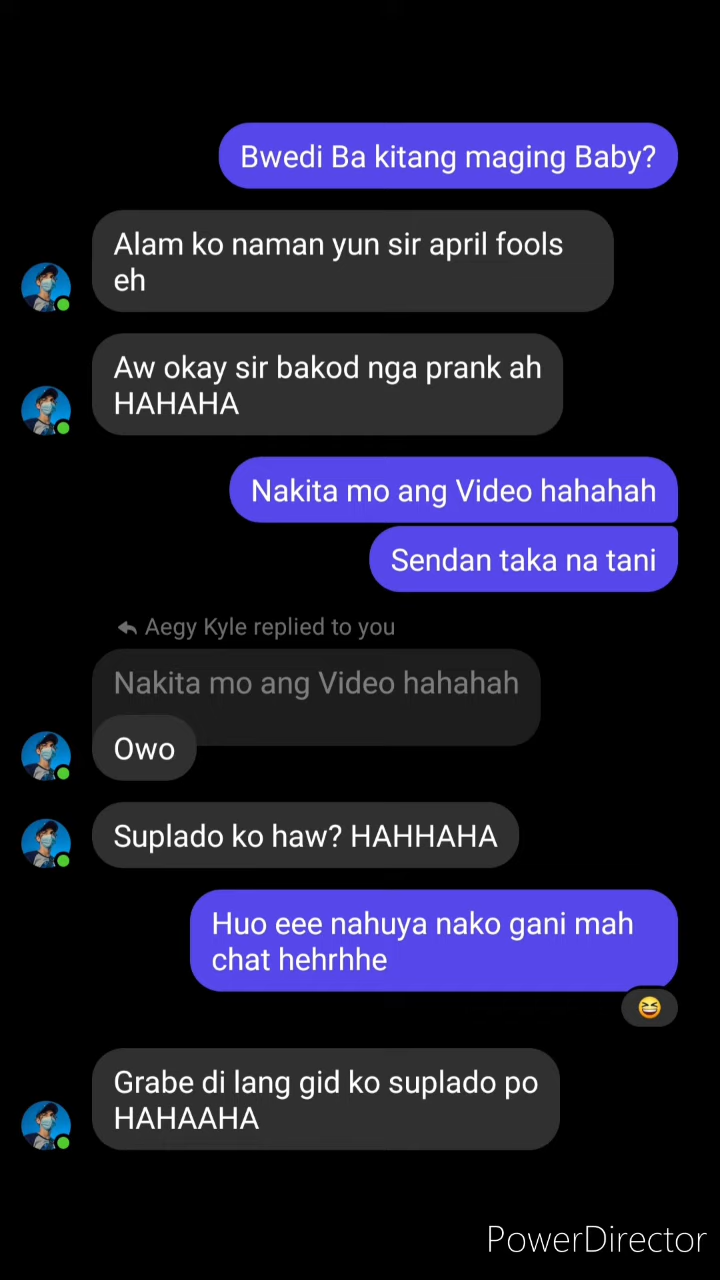 Bwedi Ba kitang maging Baby?
Alam ko naman yun sir april fools
eh
Aw okay sir bakod nga prank ah
HAHAHA
Nakita mo ang Video hahahah
Sendan taka na tani
Aegy Kyle replied to you
Nakita mo ang Video hahahah
Owo
Suplado ko haw? HAHHAHA
Huo eee nahuya nako gani mah
chat hehrhhe
Grabe di lang gid ko suplado po
HAHAAHA
PowerDirector